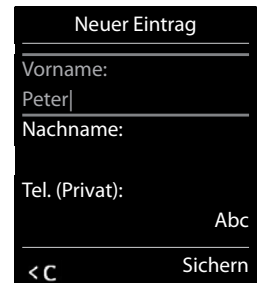 Neuer Eintrag
Vorname:
Peter
Nachname:
Tel. (Privat):
Abc
< C Sichern